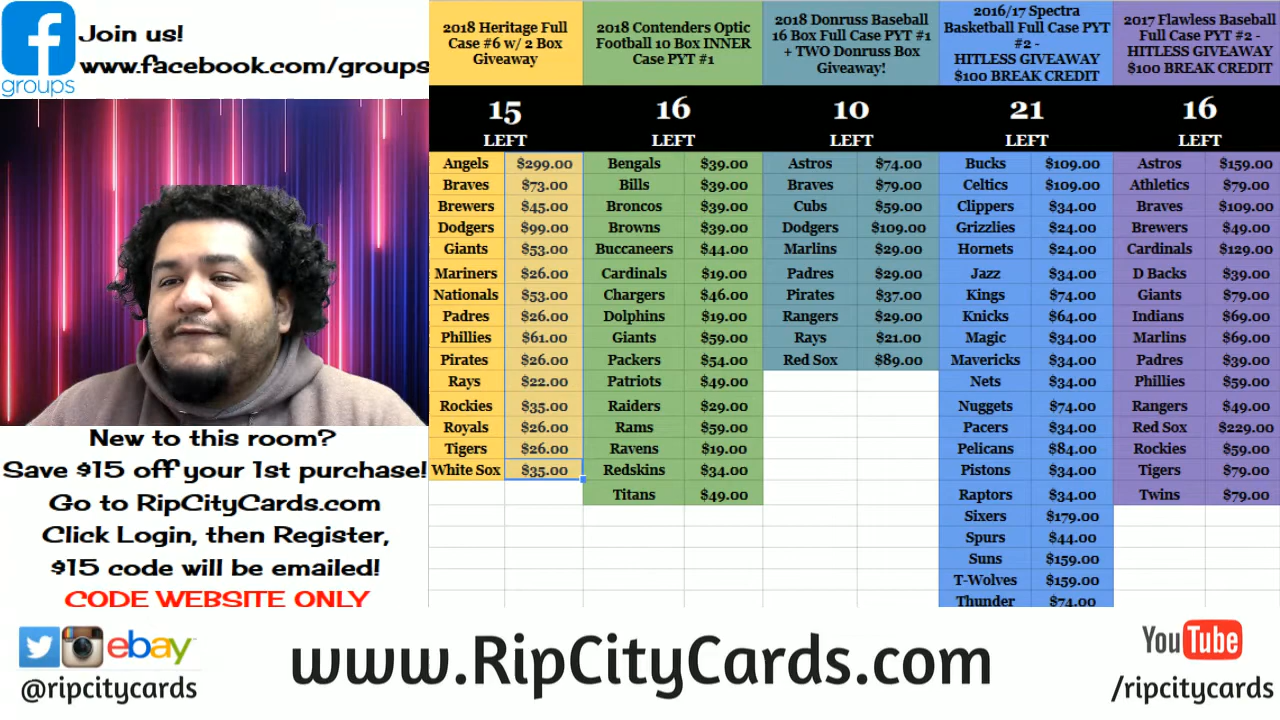 Join us!
www.facebook.com/groups
groups
New to this room?
Save $15 off your 1st purchase!
Go to RipCityCards.com
Click Login, then Register,
$15 code will be emailed!
CODE WEBSITE ONLY
2018 Heritage Full
Case #6 w/ 2 Box
Giveaway
15
LEFT
Angels $299.00
Braves $73.00
Brewers $45.00
Dodgers $99.00
Giants $53.00
Mariners $26.00
Nationals $53.00
Padres $26.00
Phillies $61.00
Pirates $26.00
Rays $22.00
Rockies $35.00
Royals $26.00
Tigers $26.00
White Sox $35.00
2018 Contenders Optic
Football 10 Box INNER
Case PYT #1
16
LEFT
Bengals $39.00
Bills $39.00
Broncos $39.00
Browns $39.00
Buccaneers $44.00
Cardinals $19.00
Chargers $46.00
Dolphins $19.00
Giants $59.00
Packers $54.00
Patriots $49.00
Raiders $29.00
Rams $59.00
Ravens $19.00
Redskins $34.00
Titans $49.00
2018 Donruss Baseball
16 Box Full Case PYT #1
+ TWO Donruss Box
Giveaway!
10
LEFT
Astros $74.00
Braves $79.00
Cubs $59.00
Dodgers $109.00
Marlins $29.00
Padres $29.00
Pirates $37.00
Rangers $29.00
Rays $21.00
Red Sox $89.00
2016/17 Spectra
Basketball Full Case PYT
#2 -
HITLESS GIVEAWAY
$100 BREAK CREDIT
21
LEFT
Bucks $109.00
Celtics $109.00
Clippers $34.00
Grizzlies $24.00
Hornets $24.00
Jazz $34.00
Kings $74.00
Knicks $64.00
Magic $34.00
Mavericks $34.00
Nets $34.00
Nuggets $74.00
Pacers $34.00
Pelicans $84.00
Pistons $34.00
Raptors $34.00
Sixers $179.00
Spurs $44.00
Suns $159.00
T-Wolves $159.00
Thunder $74.00
2017 Flawless Baseball
Full Case PYT #2 -
HITLESS GIVEAWAY
$100 BREAK CREDIT
16
LEFT
Astros $159.00
Athletics $79.00
Braves $109.00
Brewers $49.00
Cardinals $129.00
D Backs $39.00
Giants $79.00
Indians $69.00
Marlins $69.00
Padres $39.00
Phillies $59.00
Rangers $49.00
Red Sox $229.00
Rockies $59.00
Tigers $79.00
Twins $79.00
ebay
@ripcitycards
www.RipCityCards.com
YouTube
/ripcitycards